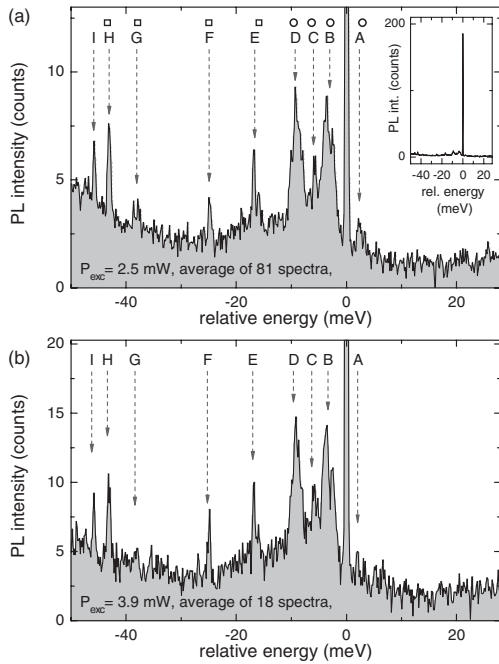 (a)
I H G F E D C B A
PL intensity (counts)
10
5
0
P_exc = 2.5 mW, average of 81 spectra,
-40 -20 0 20
relative energy (meV)
200
100
0
PL int. (counts)
-40 -20 0 20
rel. energy
(meV)
(b)
I H G F E D C B A
PL intensity (counts)
20
15
10
5
0
P_exc = 3.9 mW, average of 18 spectra,
-40 -20 0 20
relative energy (meV)